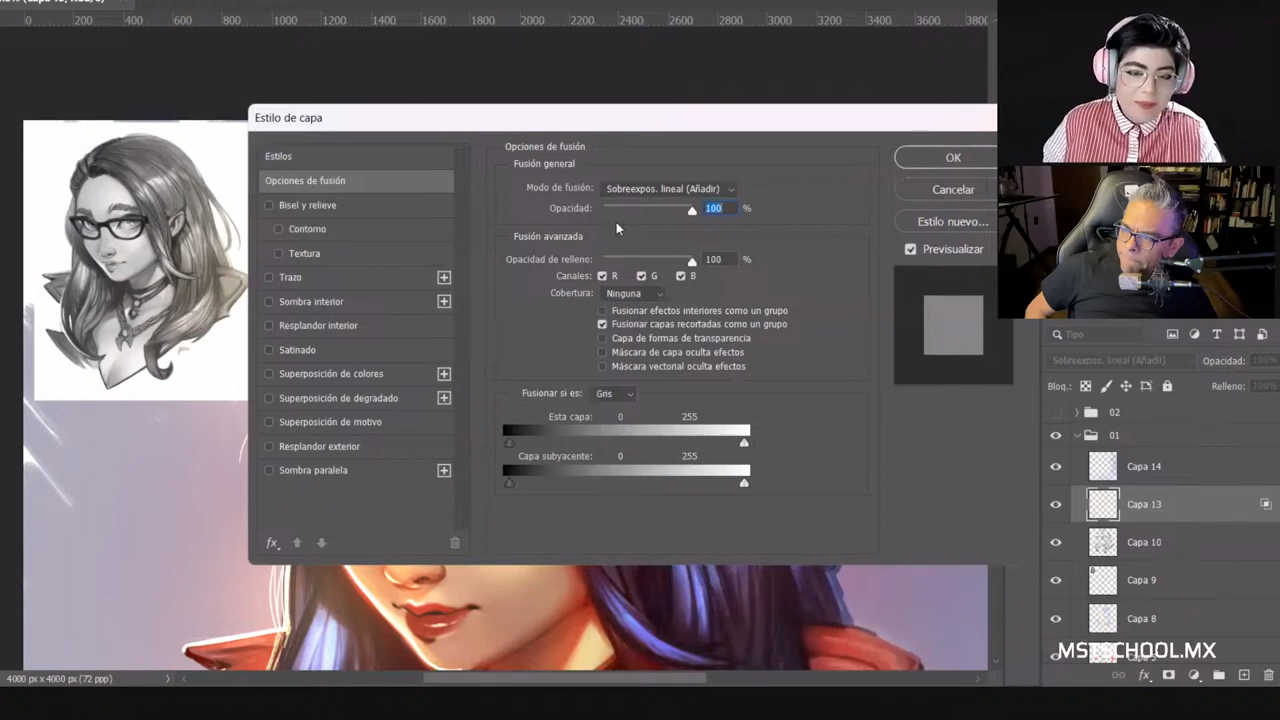 0 1000 1200 1400 1600 1800 2000 2200 2400 2600 2800 3000 3200 3400 3600 3800
Estilo de capa
Estilos
Opciones de fusión
Bisel y relieve
Contorno
Textura
Trazo
Sombra interior
Resplandor interior
Satinado
Superposición de colores
Superposición de degradado
Superposición de motivo
Resplandor exterior
Sombra paralela
fx
Opciones de fusión
Fusión general
Modo de fusión: Sobreexpos. lineal (Añadir)
Opacidad: 100 %
Fusión avanzada
Opacidad de relleno: 100 %
Canales: R G B
Cobertura: Ninguna
Fusionar efectos interiores como un grupo
Fusionar capas recortadas como un grupo
Capa de formas de transparencia
Máscara de capa oculta efectos
Máscara vectorial oculta efectos
Fusionar si es: Gris
Esta capa: 0 255
Capa subyacente: 0 255
OK
Cancelar
Estilo nuevo...
Previsualizar
Tipo
Sobreexpos. lineal (Añadir) Opacidad: 100%
Bloq.: Relleno: 100%
02
01
Capa 14
Capa 13
Capa 10
Capa 9
Capa 8
MSTSCHOOL.MX
fx
4000 px x 4000 px (72 ppp)